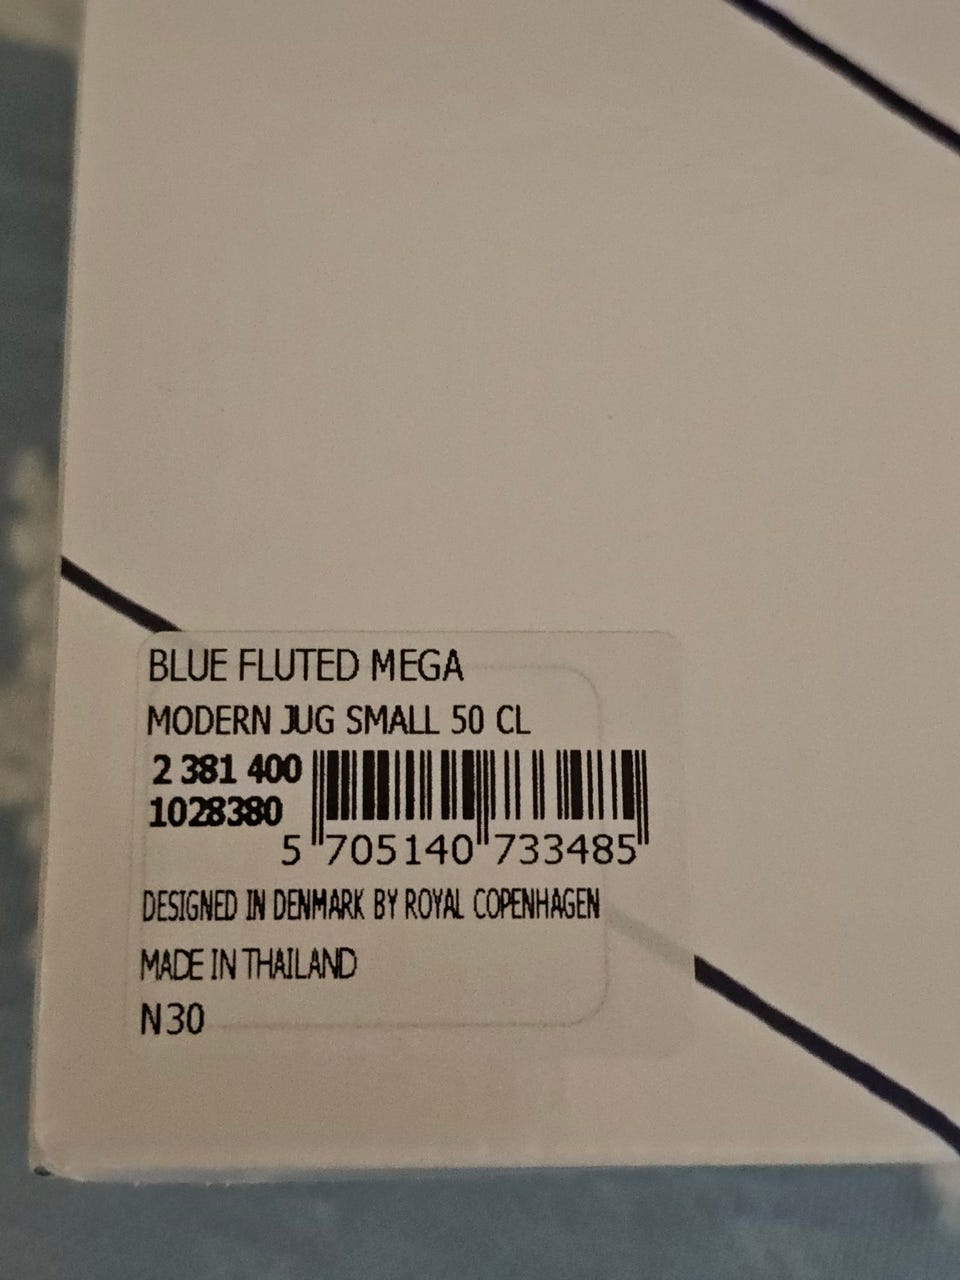 BLUE FLUTED MEGA
MODERN JUG SMALL 50 CL
2 381 400
1028380
5 705140 733485
DESIGNED IN DENMARK BY ROYAL COPENHAGEN
MADE IN THAILAND
N30